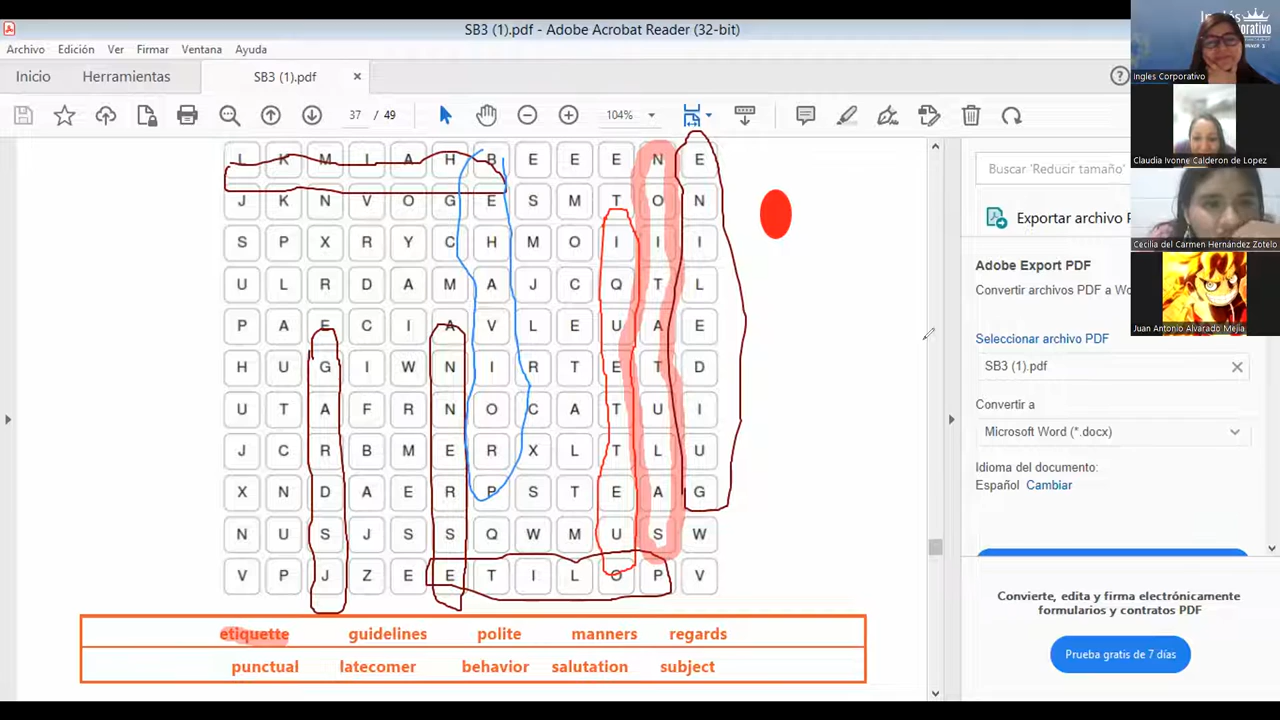 SB3 (1).pdf - Adobe Acrobat Reader (32-bit)
Archivo Edición Ver Firmar Ventana Ayuda
Inicio Herramientas SB3 (1).pdf ×
37 / 49 104%
L K M I A H B E E E N E
J K N V O G E S M T O N
S P X R Y C H M O I I I
U L R D A M A J C Q T L
P A E C I A V L E U A E
H U G I W N I R T E T D
U T A F R N O C A T U I
J C R B M E R X L T L U
X N D A E R P S T E A G
N U S J S S Q W M U S W
V P J Z E E T I L O P V
etiquette guidelines polite manners regards
punctual latecomer behavior salutation subject
Buscar 'Reducir tamaño'
Exportar archivo P
Adobe Export PDF
Convertir archivos PDF a Wo
Seleccionar archivo PDF
SB3 (1).pdf
Convertir a
Microsoft Word (*.docx)
Idioma del documento:
Español Cambiar
Convierte, edita y firma electrónicamente
formularios y contratos PDF
Prueba gratis de 7 días
Inglés
Ingles Corporativo
Claudia Ivonne Calderon de Lopez
Cecilia del Carmen Hernández Zotelo
Juan Antonio Alvarado Mejia